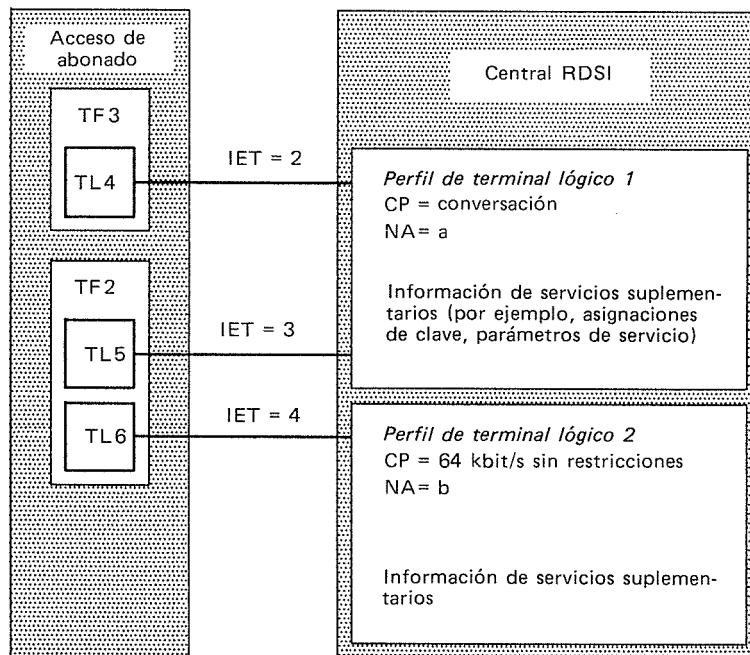 Acceso de
abonado
Central RDSI
TF3
TL4
IET = 2
Perfil de terminal lógico 1
CP = conversación
NA= a
Información de servicios suplemen-
tarios (por ejemplo, asignaciones
de clave, parámetros de servicio)
TF2
TL5
IET = 3
TL6
IET = 4
Perfil de terminal lógico 2
CP = 64 kbit/s sin restricciones
NA= b
Información de servicios suplemen-
tarios